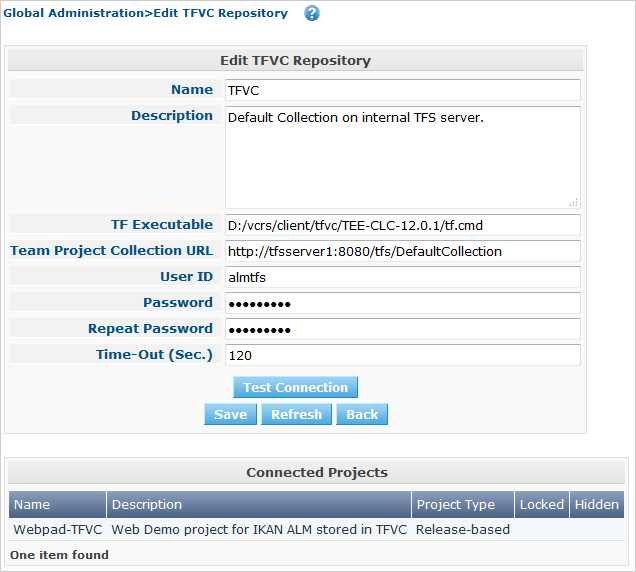 Global Administration>Edit TFVC Repository ?
Edit TFVC Repository
Name TFVC
Description Default Collection on internal TFS server.
TF Executable D:/vcrs/client/tfvc/TEE-CLC-12.0.1/tf.cmd
Team Project Collection URL http://tfsserver1:8080/tfs/DefaultCollection
User ID almtfs
Password •••••••••
Repeat Password •••••••••
Time-Out (Sec.) 120
Test Connection
Save Refresh Back
Connected Projects
Name Description Project Type Locked Hidden
Webpad-TFVC Web Demo project for IKAN ALM stored in TFVC Release-based
One item found